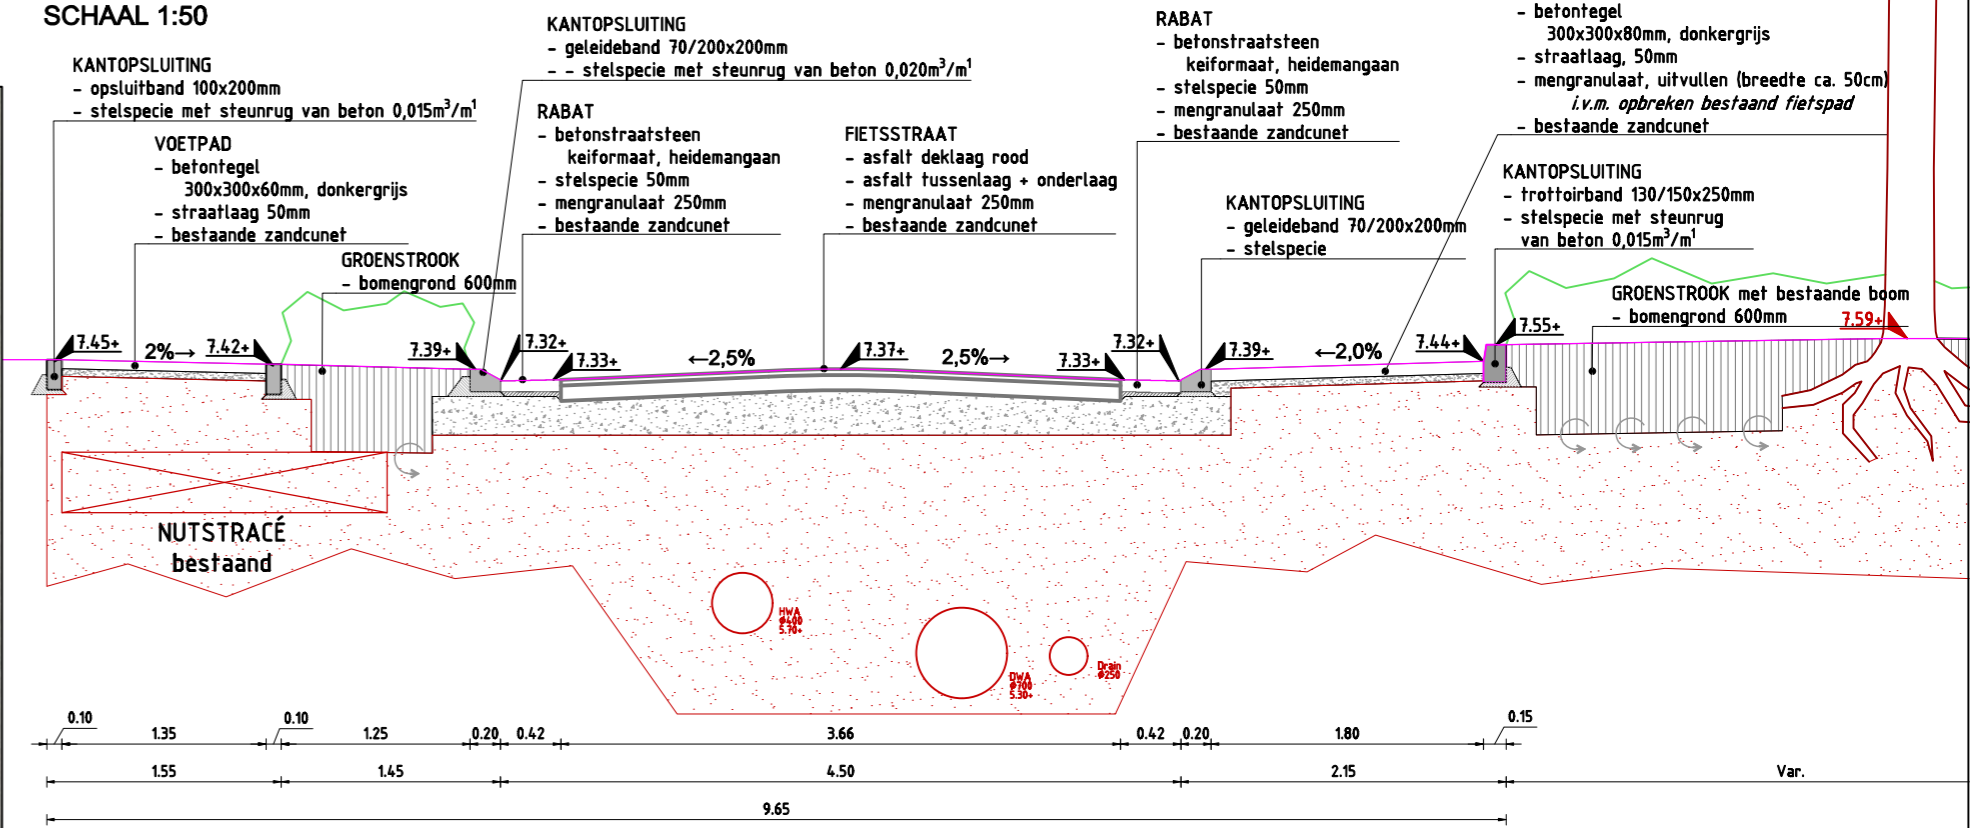 SCHAAL 1:50
KANTOPSLUITING
- opsluitband 100x200mm
- stelspecie met steunrug van beton 0,015m³/m¹
VOETPAD
- betontegel
300x300x60mm, donkergrijs
- straatlaag 50mm
- bestaande zandcunet
GROENSTROOK
- bomengrond 600mm
KANTOPSLUITING
- geleideband 70/200x200mm
- - stelspecie met steunrug van beton 0,020m³/m¹
RABAT
- betonstraatsteen
keiformaat, heidemangaan
- stelspecie 50mm
- mengranulaat 250mm
- bestaande zandcunet
FIETSSTRAAT
- asfalt deklaag rood
- asfalt tussenlaag + onderlaag
- mengranulaat 250mm
- bestaande zandcunet
RABAT
- betonstraatsteen
keiformaat, heidemangaan
- stelspecie 50mm
- mengranulaat 250mm
- bestaande zandcunet
KANTOPSLUITING
- geleideband 70/200x200mm
- stelspecie
- betontegel
300x300x80mm, donkergrijs
- straatlaag, 50mm
- mengranulaat, uitvullen (breedte ca. 50cm)
i.v.m. opbreken bestaand fietspad
- bestaande zandcunet
KANTOPSLUITING
- trottoirband 130/150x250mm
- stelspecie met steunrug
van beton 0,015m³/m¹
GROENSTROOK met bestaande boom
- bomengrond 600mm
7.45+
2%→
7.42+
7.39+
7.32+
7.33+
←2,5%
7.37+
2,5%→
7.33+
7.32+
7.39+
←2,0%
7.44+
7.55+
7.59+
NUTSTRACÉ
bestaand
HWA
ø400
5.70+
DWA
ø700
5.30+
Drain
ø250
0.10
1.35
0.10
1.25
0.20
0.42
3.66
0.42
0.20
1.80
0.15
1.55
1.45
4.50
2.15
Var.
9.65